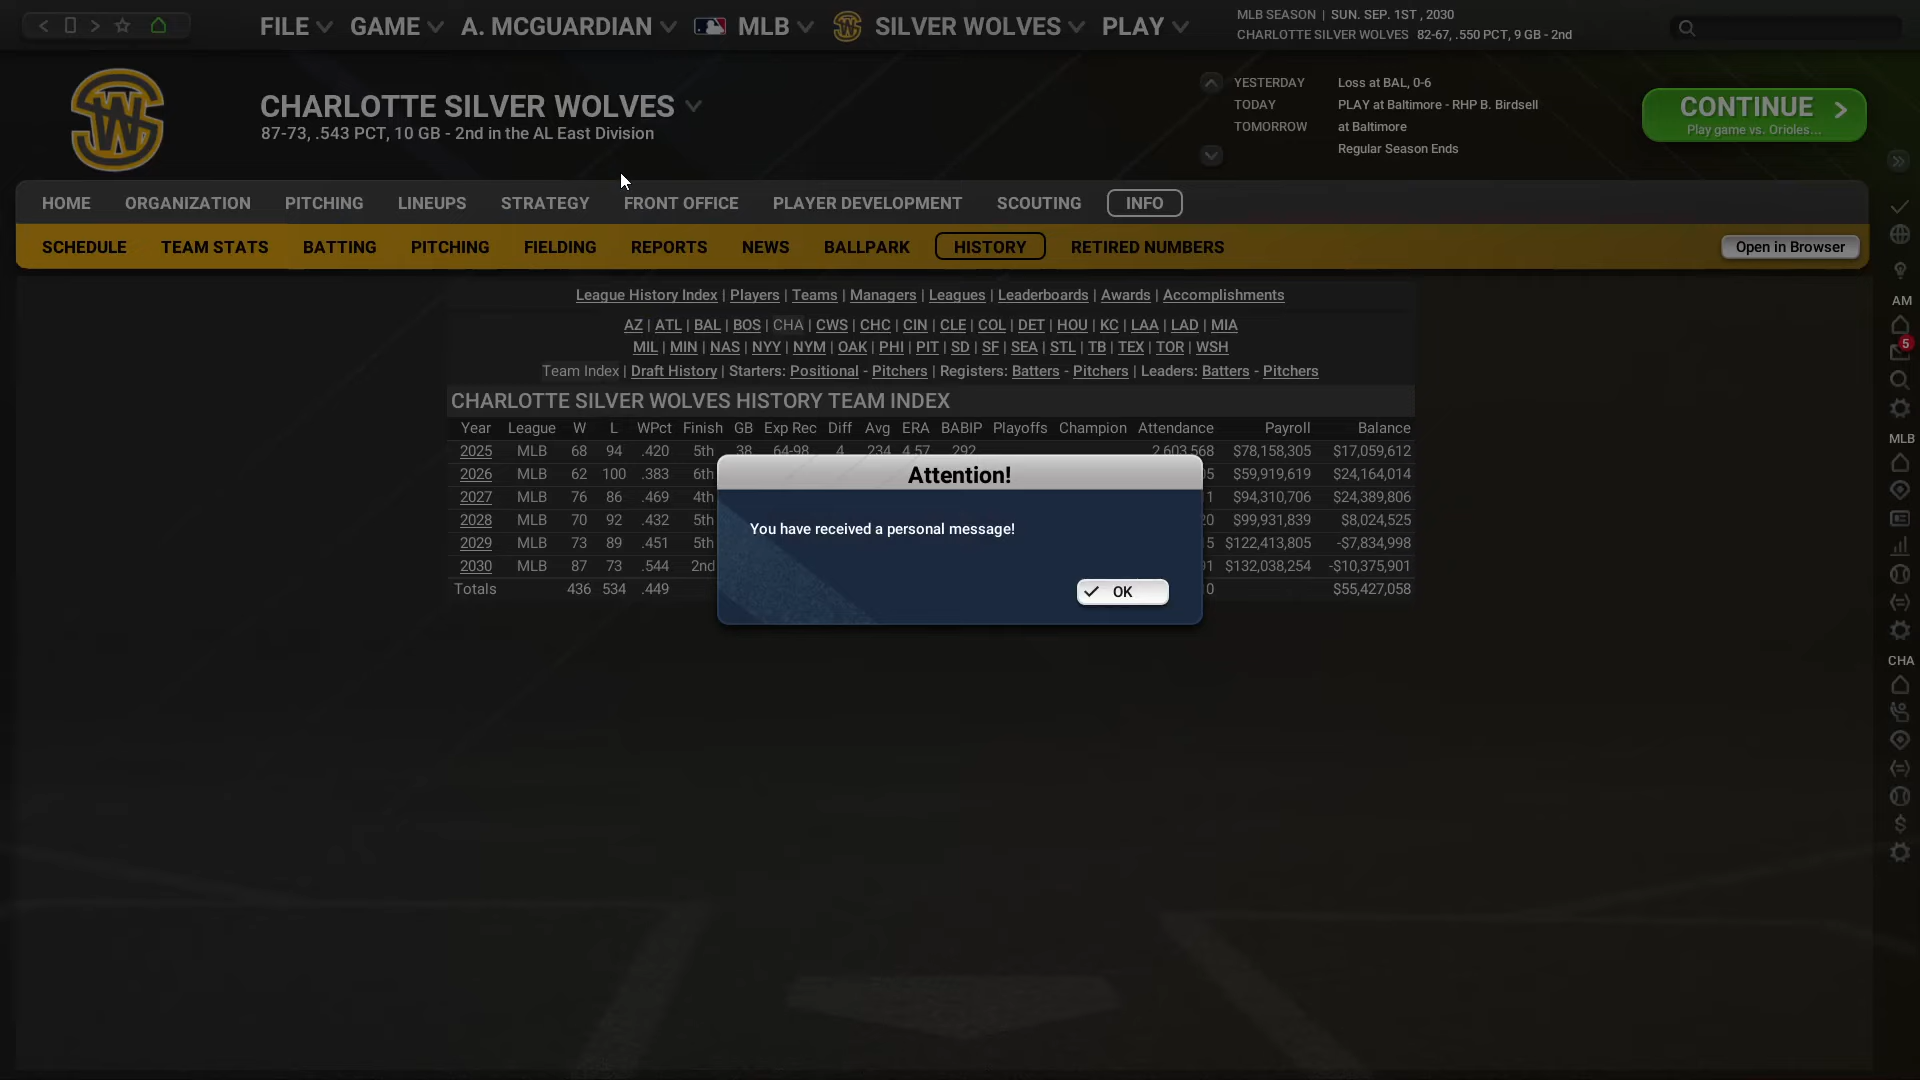 FILE GAME A. MCGUARDIAN MLB SILVER WOLVES PLAY
MLB SEASON | SUN. SEP. 1ST , 2030
CHARLOTTE SILVER WOLVES 82-67, .550 PCT, 9 GB - 2nd
CHARLOTTE SILVER WOLVES
87-73, .543 PCT, 10 GB - 2nd in the AL East Division
YESTERDAY Loss at BAL, 0-6
TODAY PLAY at Baltimore - RHP B. Birdsell
TOMORROW at Baltimore
Regular Season Ends
CONTINUE
Play game vs. Orioles...
HOME ORGANIZATION PITCHING LINEUPS STRATEGY FRONT OFFICE PLAYER DEVELOPMENT SCOUTING INFO
SCHEDULE TEAM STATS BATTING PITCHING FIELDING REPORTS NEWS BALLPARK HISTORY RETIRED NUMBERS Open in Browser
League History Index | Players | Teams | Managers | Leagues | Leaderboards | Awards | Accomplishments
AZ | ATL | BAL | BOS | CHA | CWS | CHC | CIN | CLE | COL | DET | HOU | KC | LAA | LAD | MIA
MIL | MIN | NAS | NYY | NYM | OAK | PHI | PIT | SD | SF | SEA | STL | TB | TEX | TOR | WSH
Team Index | Draft History | Starters: Positional - Pitchers | Registers: Batters - Pitchers | Leaders: Batters - Pitchers
CHARLOTTE SILVER WOLVES HISTORY TEAM INDEX
Year League W L WPct Finish GB Exp Rec Diff Avg ERA BABIP Playoffs Champion Attendance Payroll Balance
2025 MLB 68 94 .420 5th 38 64-98 4 .234 4.57 .292 2,603,568 $78,158,305 $17,059,612
2026 MLB 62 100 .383 6th $59,919,619 $24,164,014
2027 MLB 76 86 .469 4th $94,310,706 $24,389,806
2028 MLB 70 92 .432 5th $99,931,839 $8,024,525
2029 MLB 73 89 .451 5th $122,413,805 -$7,834,998
2030 MLB 87 73 .544 2nd $132,038,254 -$10,375,901
Totals 436 534 .449 $55,427,058
Attention!
You have received a personal message!
OK
AM
5
MLB
CHA